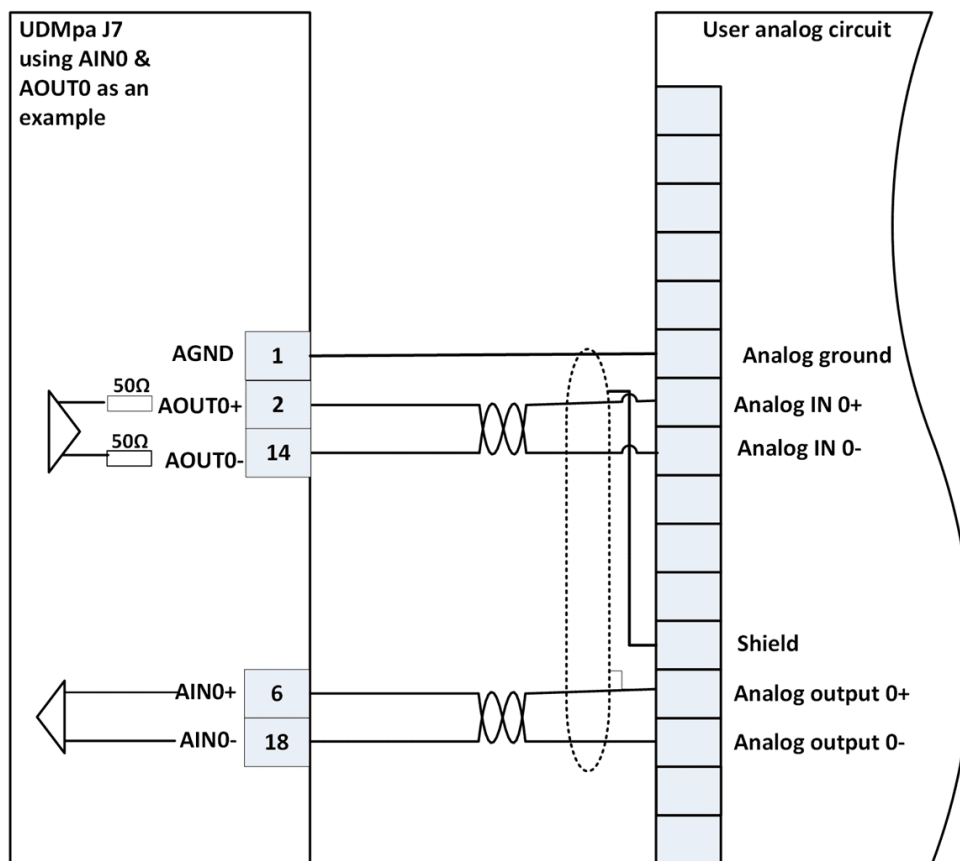 UDMpa J7
using AIN0 &
AOUT0 as an
example
User analog circuit
AGND
1
Analog ground
50Ω
AOUT0+
2
Analog IN 0+
50Ω
AOUT0-
14
Analog IN 0-
Shield
AIN0+
6
Analog output 0+
AIN0-
18
Analog output 0-